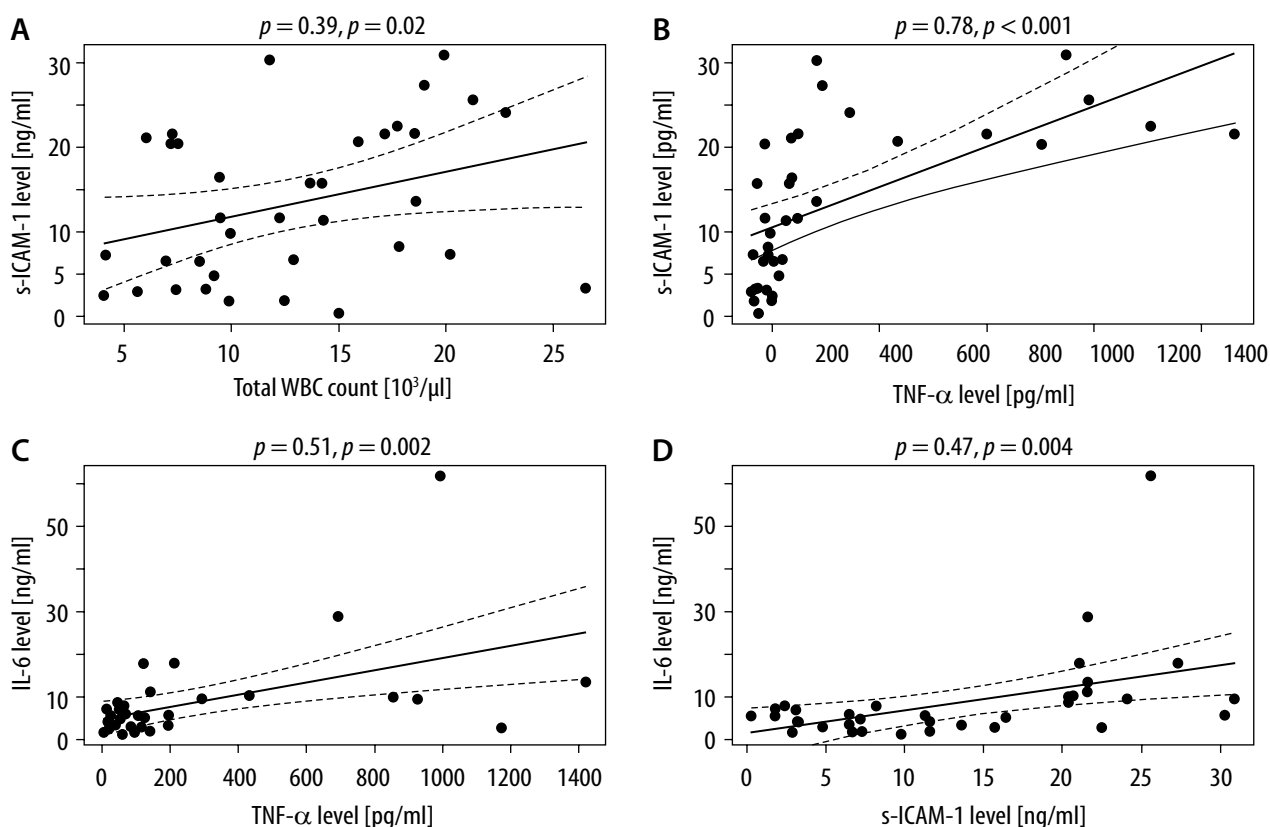 A
p = 0.39, p = 0.02
s-ICAM-1 level [ng/ml]
30
20
10
5
0
5 10 15 20 25
Total WBC count [10³/µl]
B
p = 0.78, p < 0.001
s-ICAM-1 level [pg/ml]
30
20
10
5
0
0 200 400 600 800 1000 1200 1400
TNF-α level [pg/ml]
C
p = 0.51, p = 0.002
IL-6 level [ng/ml]
50
30
10
0
0 200 400 600 800 1000 1200 1400
TNF-α level [pg/ml]
D
p = 0.47, p = 0.004
IL-6 level [ng/ml]
50
30
10
0
0 5 10 15 20 25 30
s-ICAM-1 level [ng/ml]